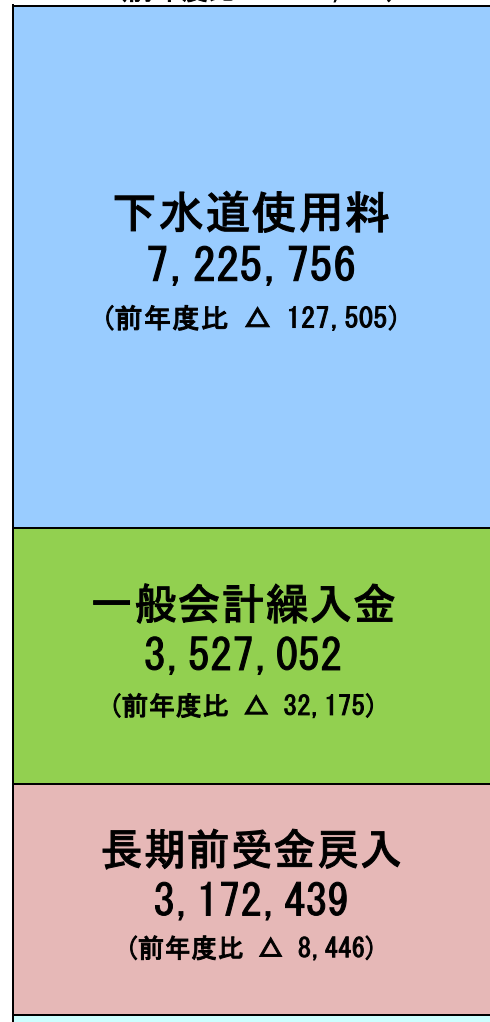 下水道使用料
7,225,756
(前年度比 △ 127,505)
一般会計繰入金
3,527,052
(前年度比 △ 32,175)
長期前受金戻入
3,172,439
(前年度比 △ 8,446)